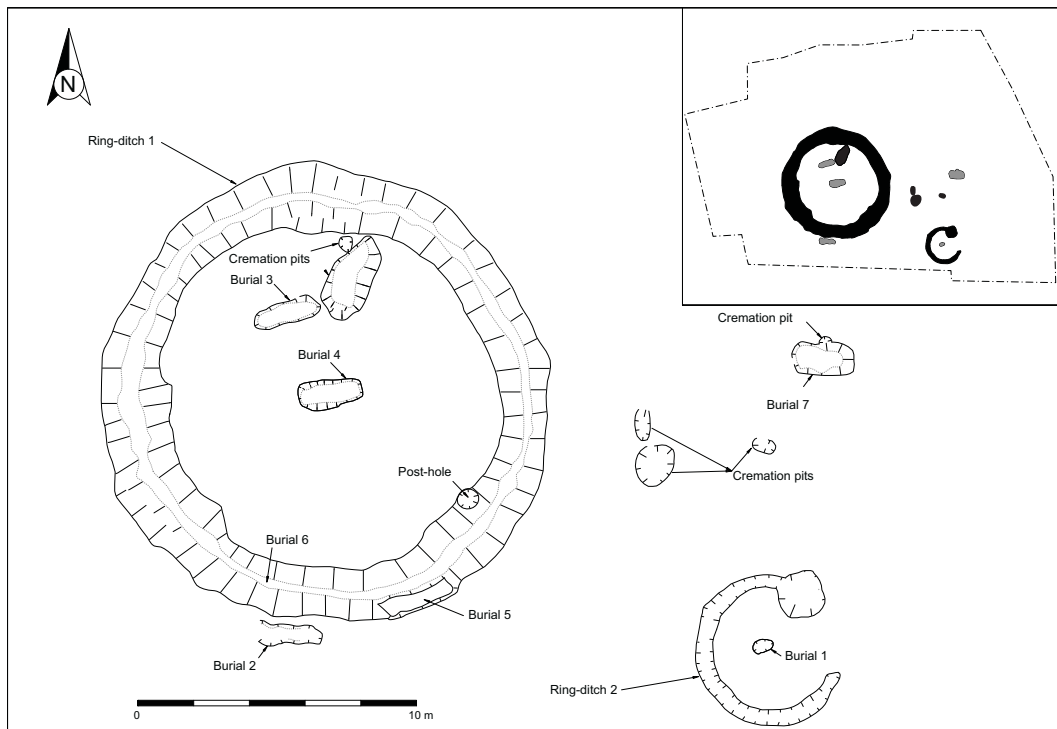 N
Ring-ditch 1
Cremation pits
Burial 3
Burial 4
Cremation pit
Burial 7
Post-hole
Cremation pits
Burial 6
Burial 5
Burial 2
Burial 1
Ring-ditch 2
0
10 m